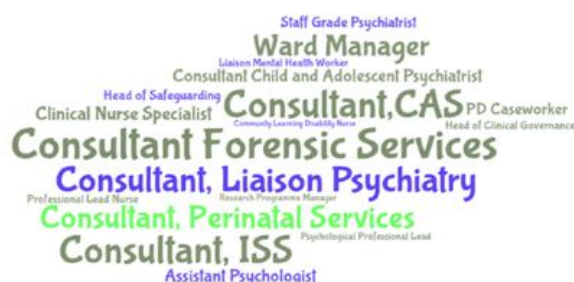 Staff Grade Psychiatrist
Ward Manager
Liaison Mental Health Worker
Consultant Child and Adolescent Psychiatrist
Head of Safeguarding
Consultant,CAS
PD Caseworker
Clinical Nurse Specialist
Community Learning Disability Nurse
Head of Clinical Governance
Consultant Forensic Services
Consultant, Liaison Psychiatry
Professional Lead Nurse
Research Programme Manager
Consultant, Perinatal Services
Psychological Professional Lead
Consultant, ISS
Assistant Psychologist